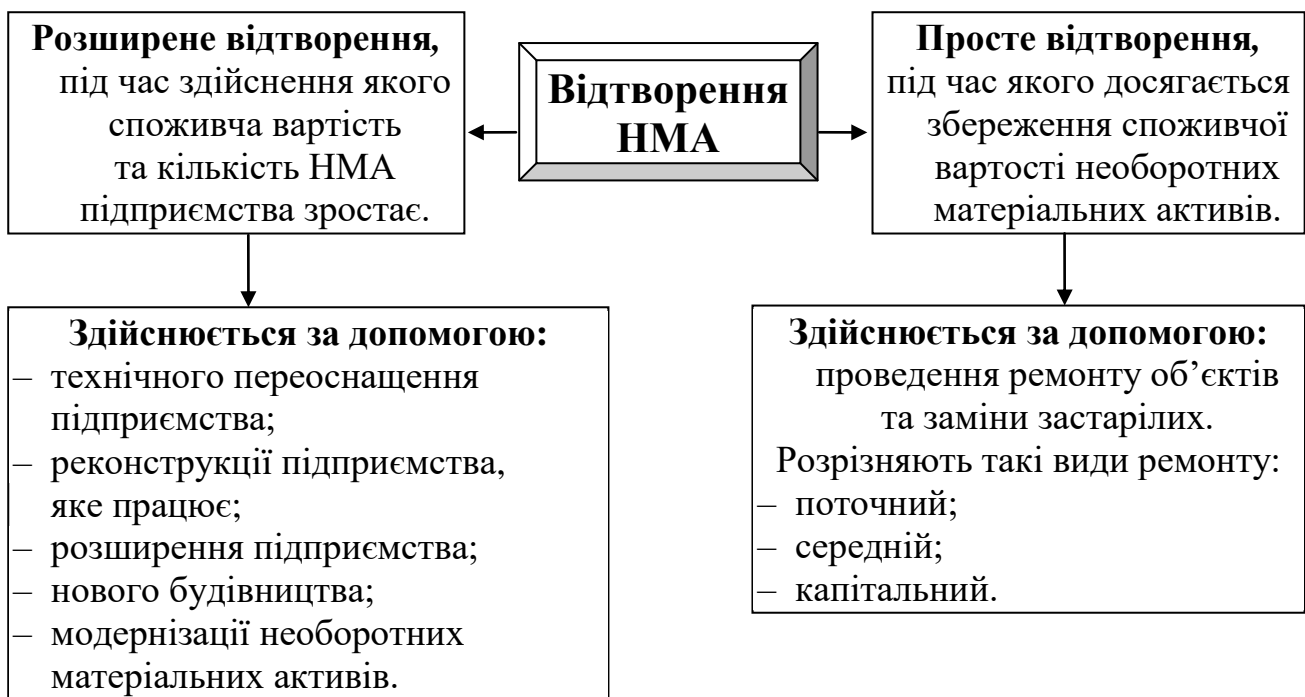 Розширене відтворення,
під час здійснення якого
споживча вартість
та кількість НМА
підприємства зростає.
Відтворення
НМА
Просте відтворення,
під час якого досягається
збереження споживчої
вартості необоротних
матеріальних активів.
Здійснюється за допомогою:
– технічного переоснащення
підприємства;
– реконструкції підприємства,
яке працює;
– розширення підприємства;
– нового будівництва;
– модернізації необоротних
матеріальних активів.
Здійснюється за допомогою:
проведення ремонту об’єктів
та заміни застарілих.
Розрізняють такі види ремонту:
– поточний;
– середній;
– капітальний.